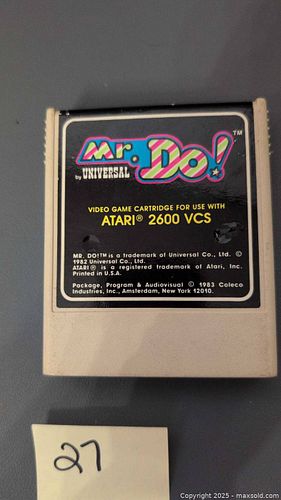 Mr. Do!™
by UNIVERSAL
VIDEO GAME CARTRIDGE FOR USE WITH
ATARI® 2600 VCS
MR. DO!™ is a trademark of Universal Co., Ltd. ©
1982 Universal Co., Ltd.
ATARI® is a registered trademark of Atari, Inc.
Printed in U.S.A.
Package, Program & Audiovisual © 1983 Coleco
Industries, Inc., Amsterdam, New York 12010.
27
Copyright © 2025 - maxsold.com